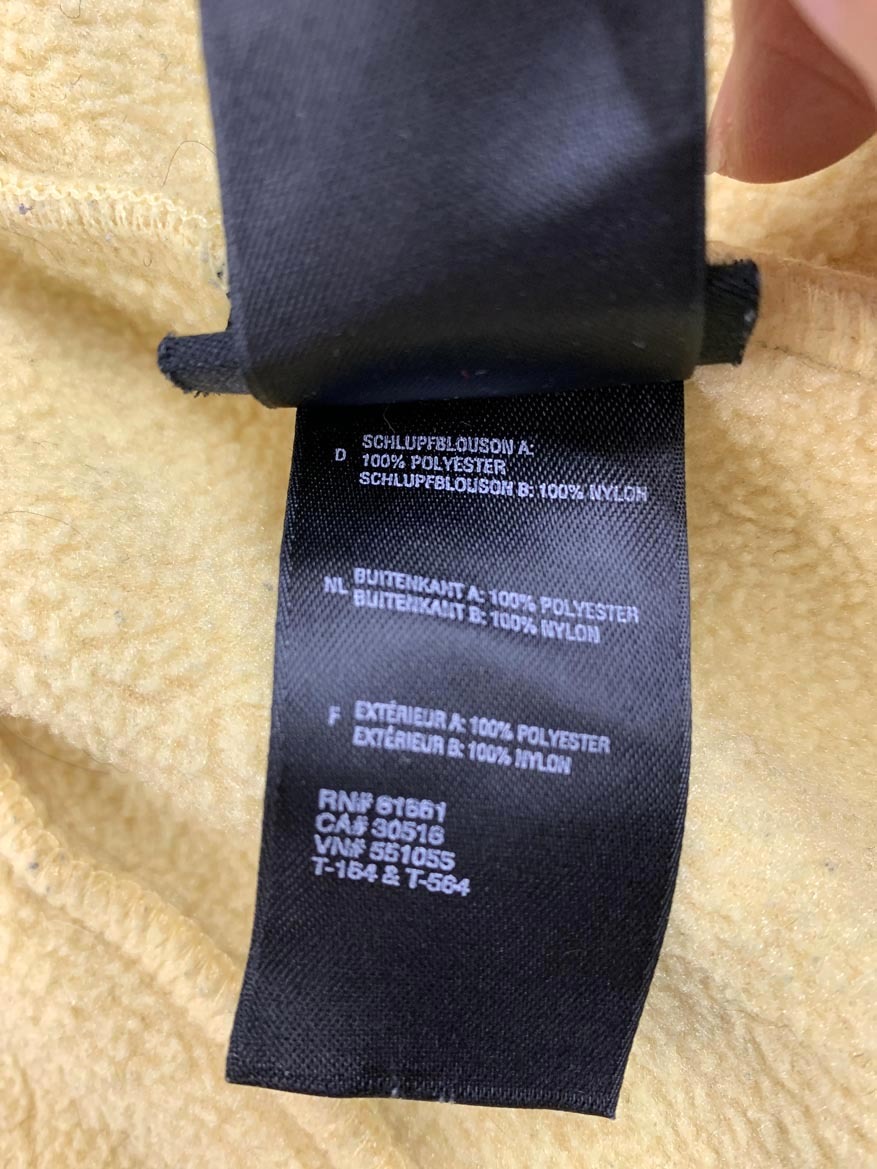 D SCHLUPFBLOUSON A:
100% POLYESTER
SCHLUPFBLOUSON B: 100% NYLON
NL BUITENKANT A: 100% POLYESTER
BUITENKANT B: 100% NYLON
F EXTÉRIEUR A: 100% POLYESTER
EXTÉRIEUR B: 100% NYLON
RN# 61661
CA# 30516
VN# 551055
T-164 & T-564